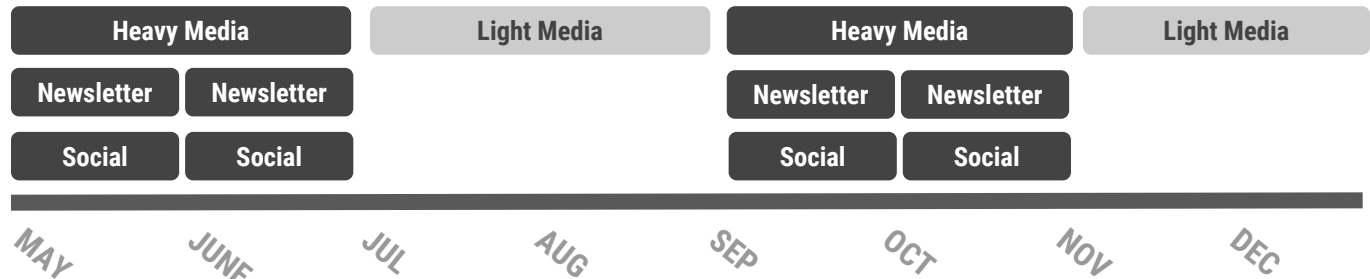 Heavy Media Light Media Heavy Media Light Media
Newsletter Newsletter Newsletter Newsletter
Social Social Social Social
MAY JUNE JUL AUG SEP OCT NOV DEC